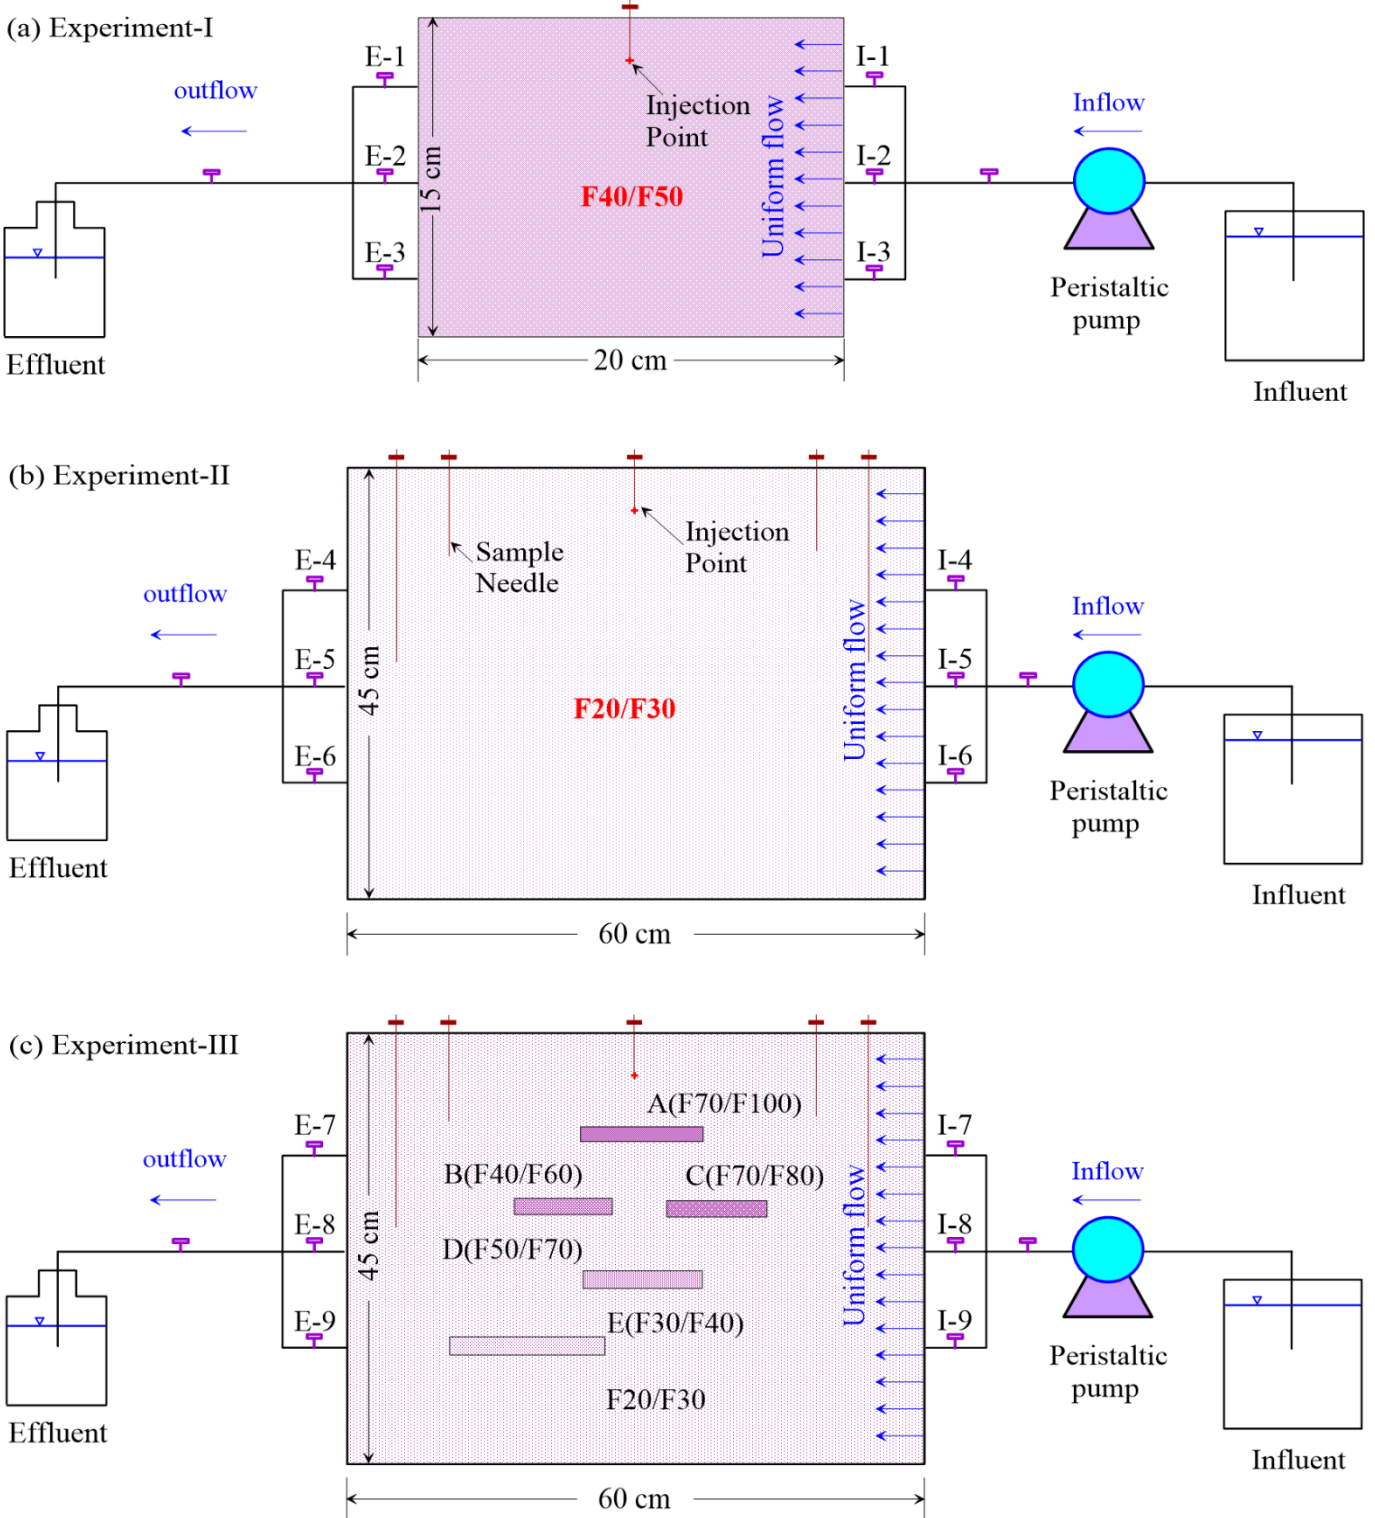 (a) Experiment-I
E-1
I-1
outflow
Injection
Point
Inflow
E-2
I-2
15 cm
F40/F50
Uniform flow
E-3
I-3
Peristaltic
pump
Effluent
20 cm
Influent
(b) Experiment-II
Sample
Needle
Injection
Point
E-4
I-4
outflow
Inflow
E-5
I-5
45 cm
F20/F30
Uniform flow
E-6
I-6
Peristaltic
pump
Effluent
Influent
60 cm
(c) Experiment-III
A(F70/F100)
E-7
I-7
outflow
B(F40/F60)
C(F70/F80)
Inflow
E-8
I-8
45 cm
D(F50/F70)
Uniform flow
E-9
I-9
E(F30/F40)
Peristaltic
pump
F20/F30
Effluent
Influent
60 cm